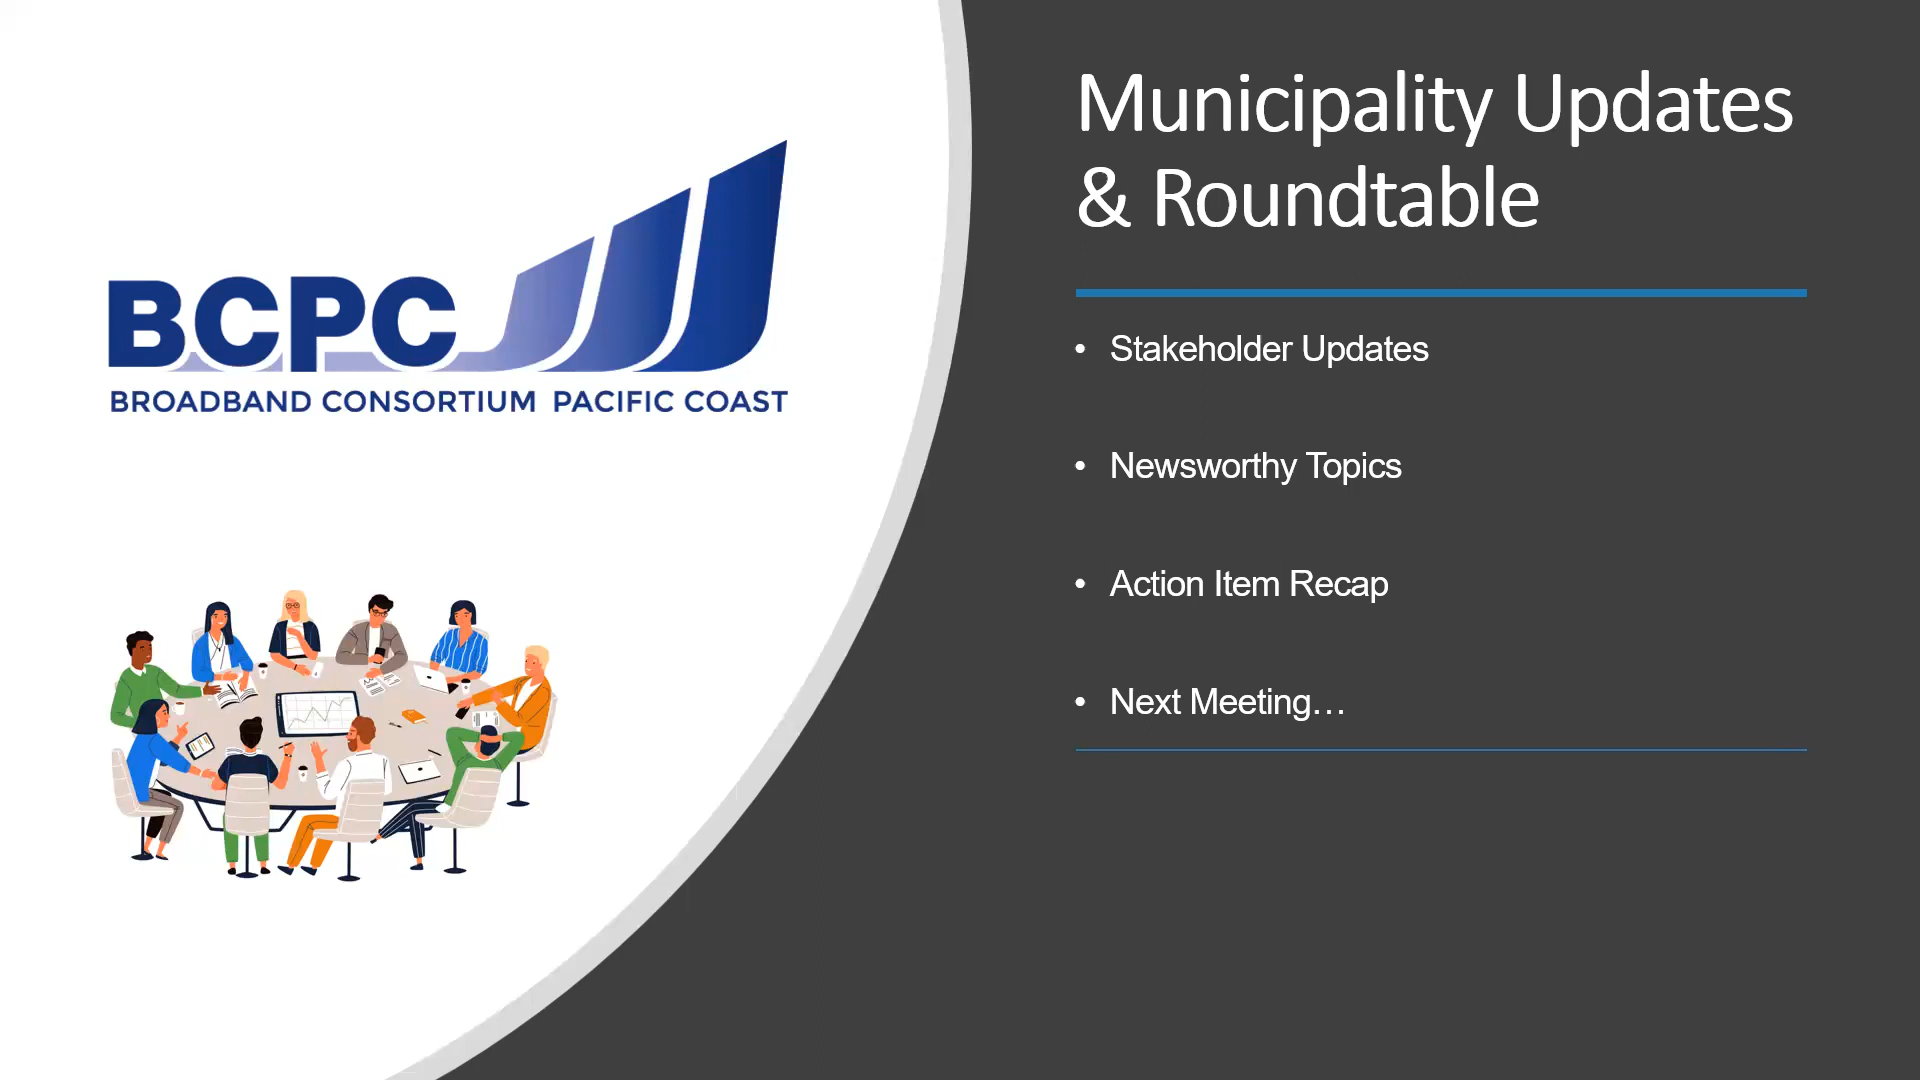 BCPC
BROADBAND CONSORTIUM PACIFIC COAST
Municipality Updates
& Roundtable
• Stakeholder Updates
• Newsworthy Topics
• Action Item Recap
• Next Meeting…